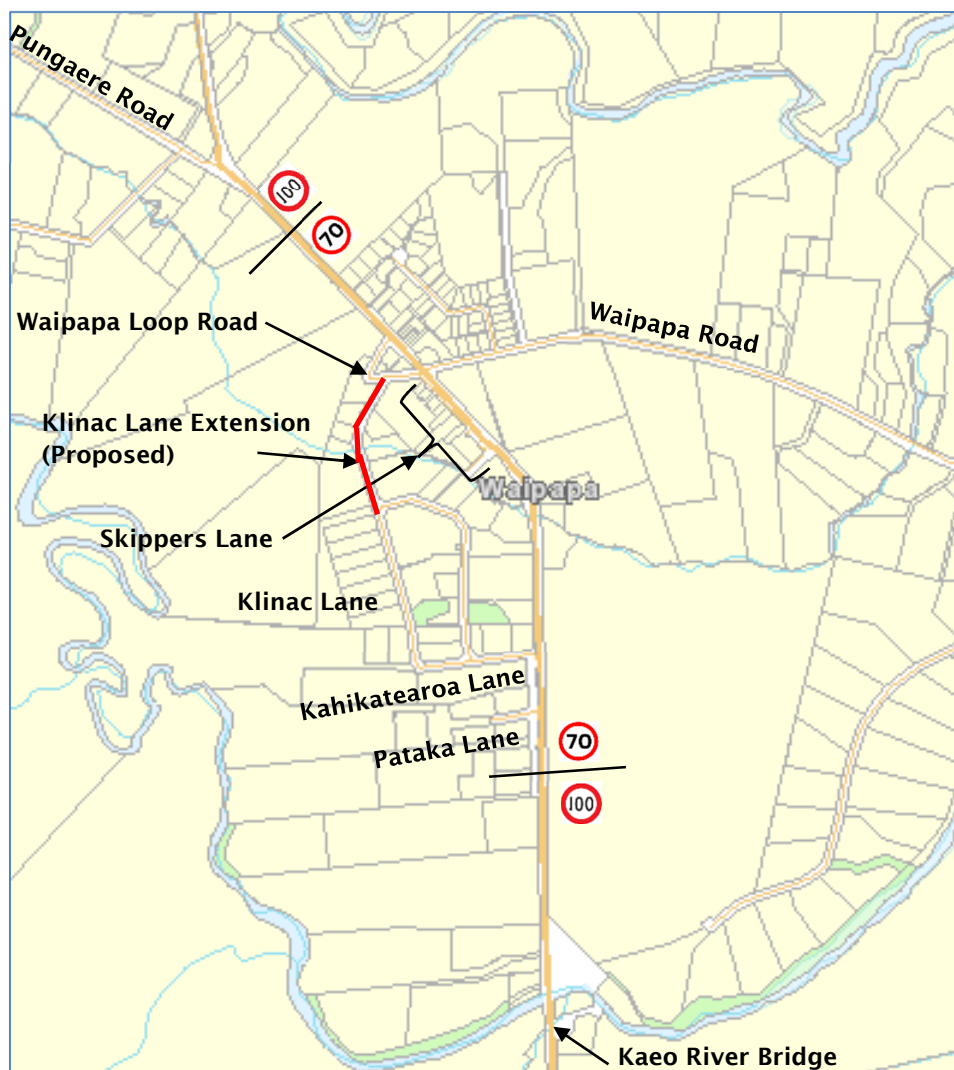 Pungaere Road
100
70
Waipapa Loop Road
Waipapa Road
Klinac Lane Extension
(Proposed)
Waipapa
Skippers Lane
Klinac Lane
Kahikatearoa Lane
Pataka Lane
70
100
Kaeo River Bridge